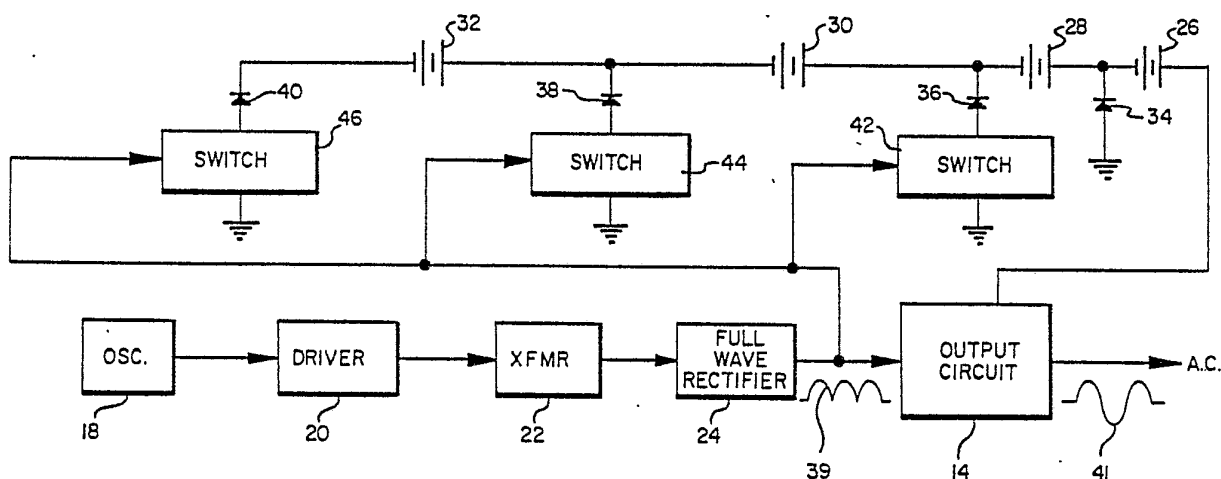 32
30
28
26
40
38
36
34
46
42
SWITCH
SWITCH
44
SWITCH
OSC.
DRIVER
XFMR
FULL
WAVE
RECTIFIER
OUTPUT
CIRCUIT
A.C.
18
20
22
24
39
14
41